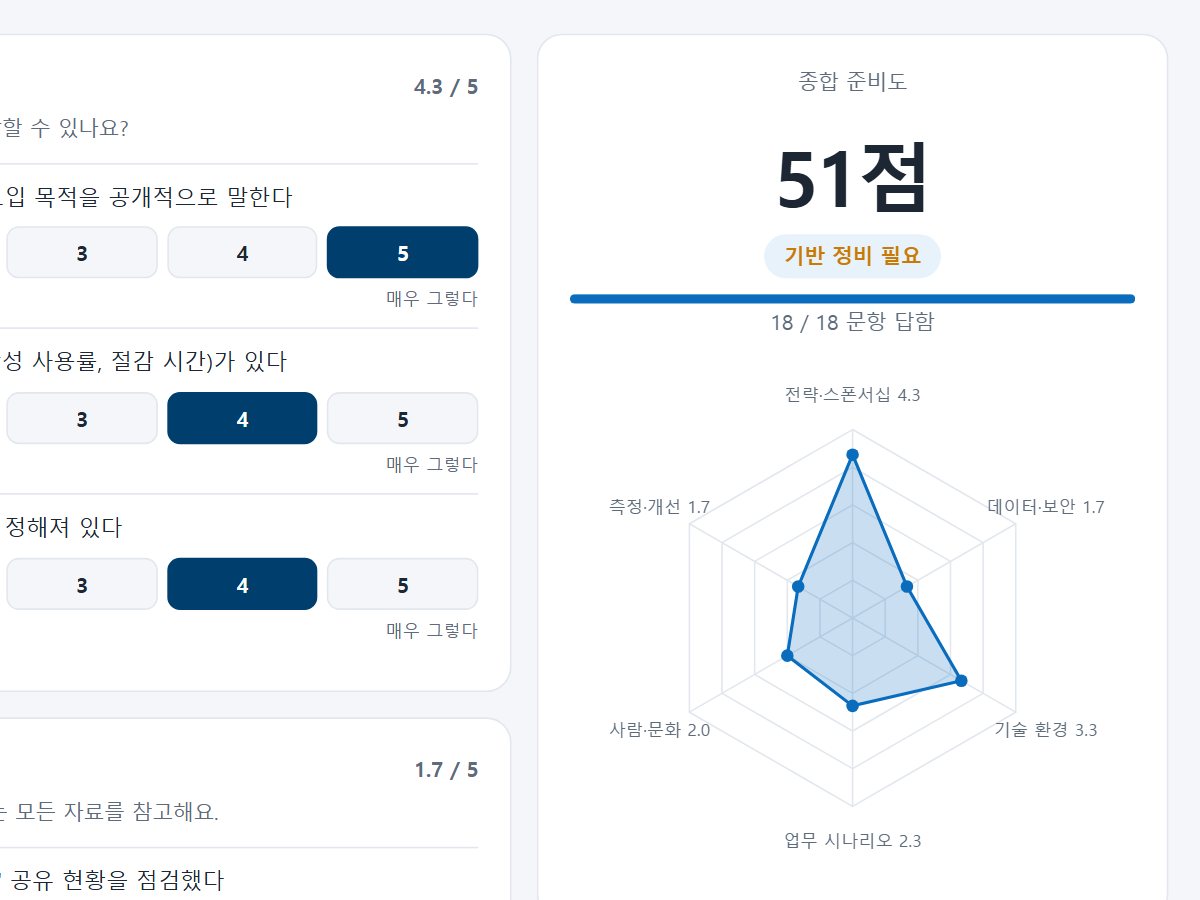 4.3 / 5
할 수 있나요?
입 목적을 공개적으로 말한다
3 4 5
매우 그렇다
성 사용률, 절감 시간)가 있다
3 4 5
매우 그렇다
정해져 있다
3 4 5
매우 그렇다
1.7 / 5
모든 자료를 참고해요.
공유 현황을 점검했다
종합 준비도
51점
기반 정비 필요
18 / 18 문항 답함
전략·스폰서십 4.3
측정·개선 1.7
데이터·보안 1.7
사람·문화 2.0
기술 환경 3.3
업무 시나리오 2.3